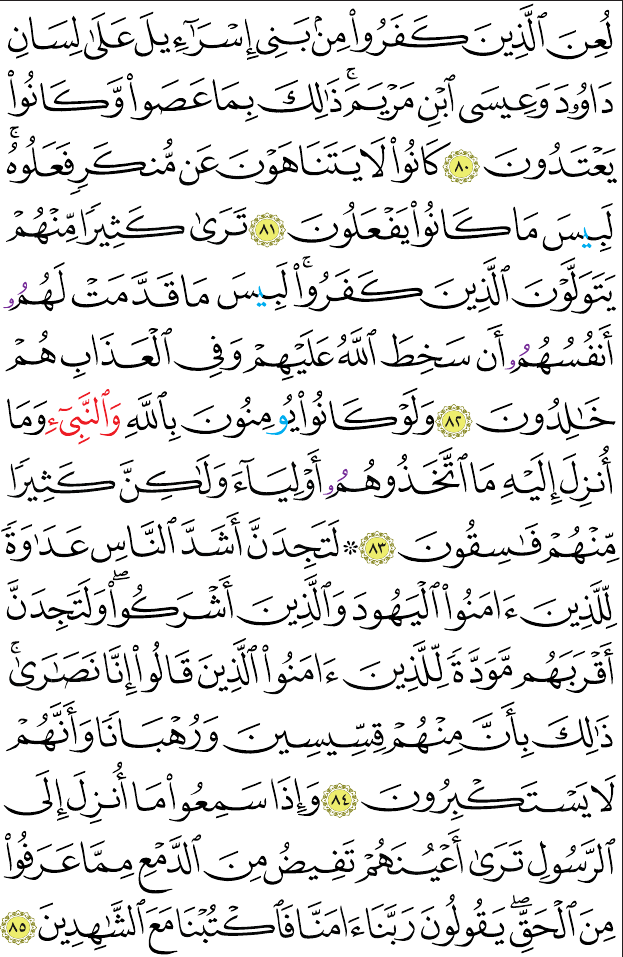 لُعِنَ ٱلَّذِينَ كَفَرُواْ مِنۢ بَنِىٓ إِسْرَٰٓءِيلَ عَلَىٰ لِسَانِ
دَاوُۥدَ وَعِيسَى ٱبْنِ مَرْيَمَۚ ذَٰلِكَ بِمَا عَصَواْ وَّكَانُواْ
يَعْتَدُونَ ٨٠ كَانُواْ لَا يَتَنَاهَوْنَ عَن مُّنكَرٍ فَعَلُوهُۚ
لَبِيسَ مَا كَانُواْ يَفْعَلُونَ ٨١ تَرَىٰ كَثِيرًا مِّنْهُمْ
يَتَوَلَّوْنَ ٱلَّذِينَ كَفَرُواْۚ لَبِيسَ مَا قَدَّمَتْ لَهُمُۥٓ
أَنفُسُهُمُۥٓ أَن سَخِطَ ٱللَّهُ عَلَيْهِمْ وَفِى ٱلْعَذَابِ هُمْ
خَٰلِدُونَ ٨٢ وَلَوْ كَانُواْ يُومِنُونَ بِٱللَّهِ وَٱلنَّبِىٓءِ وَمَا
أُنزِلَ إِلَيْهِ مَا ٱتَّخَذُوهُمُۥٓ أَوْلِيَآءَ وَلَٰكِنَّ كَثِيرًا
مِّنْهُمْ فَٰسِقُونَ ٨٣ ۞ لَتَجِدَنَّ أَشَدَّ ٱلنَّاسِ عَدَٰوَةً
لِّلَّذِينَ ءَامَنُواْ ٱلْيَهُودَ وَٱلَّذِينَ أَشْرَكُواْۖ وَلَتَجِدَنَّ
أَقْرَبَهُم مَّوَدَّةً لِّلَّذِينَ ءَامَنُواْ ٱلَّذِينَ قَالُواْ إِنَّا نَصَٰرَىٰۚ
ذَٰلِكَ بِأَنَّ مِنْهُمْ قِسِّيسِينَ وَرُهْبَانًا وَأَنَّهُمْ
لَا يَسْتَكْبِرُونَ ٨٤ وَإِذَا سَمِعُواْ مَا أُنزِلَ إِلَى
ٱلرَّسُولِ تَرَىٰ أَعْيُنَهُمْ تَفِيضُ مِنَ ٱلدَّمْعِ مِمَّا عَرَفُواْ
مِنَ ٱلْحَقِّۖ يَقُولُونَ رَبَّنَا ءَامَنَّا فَٱكْتُبْنَا مَعَ ٱلشَّٰهِدِينَ ٨٥